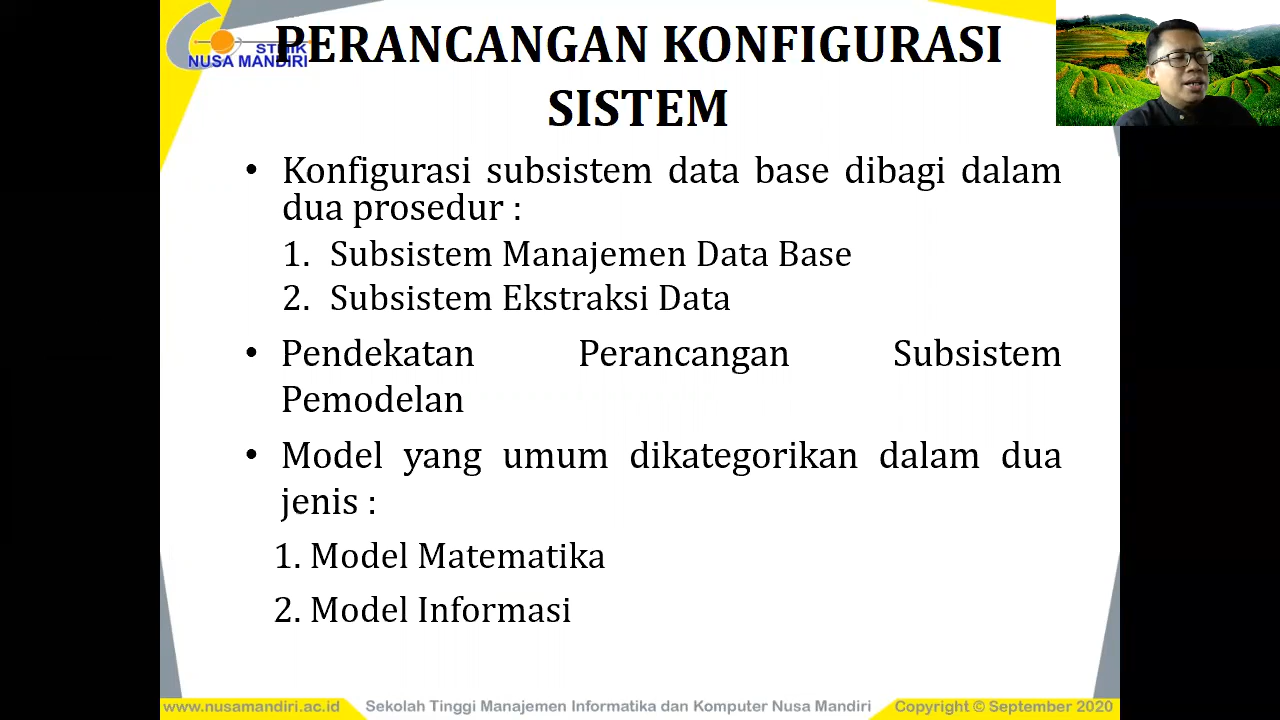 STMIK
NUSA MANDIRI
PERANCANGAN KONFIGURASI
SISTEM
• Konfigurasi subsistem data base dibagi dalam
dua prosedur :
1. Subsistem Manajemen Data Base
2. Subsistem Ekstraksi Data
• Pendekatan Perancangan Subsistem
Pemodelan
• Model yang umum dikategorikan dalam dua
jenis :
1. Model Matematika
2. Model Informasi
www.nusamandiri.ac.id Sekolah Tinggi Manajemen Informatika dan Komputer Nusa Mandiri Copyright © September 2020